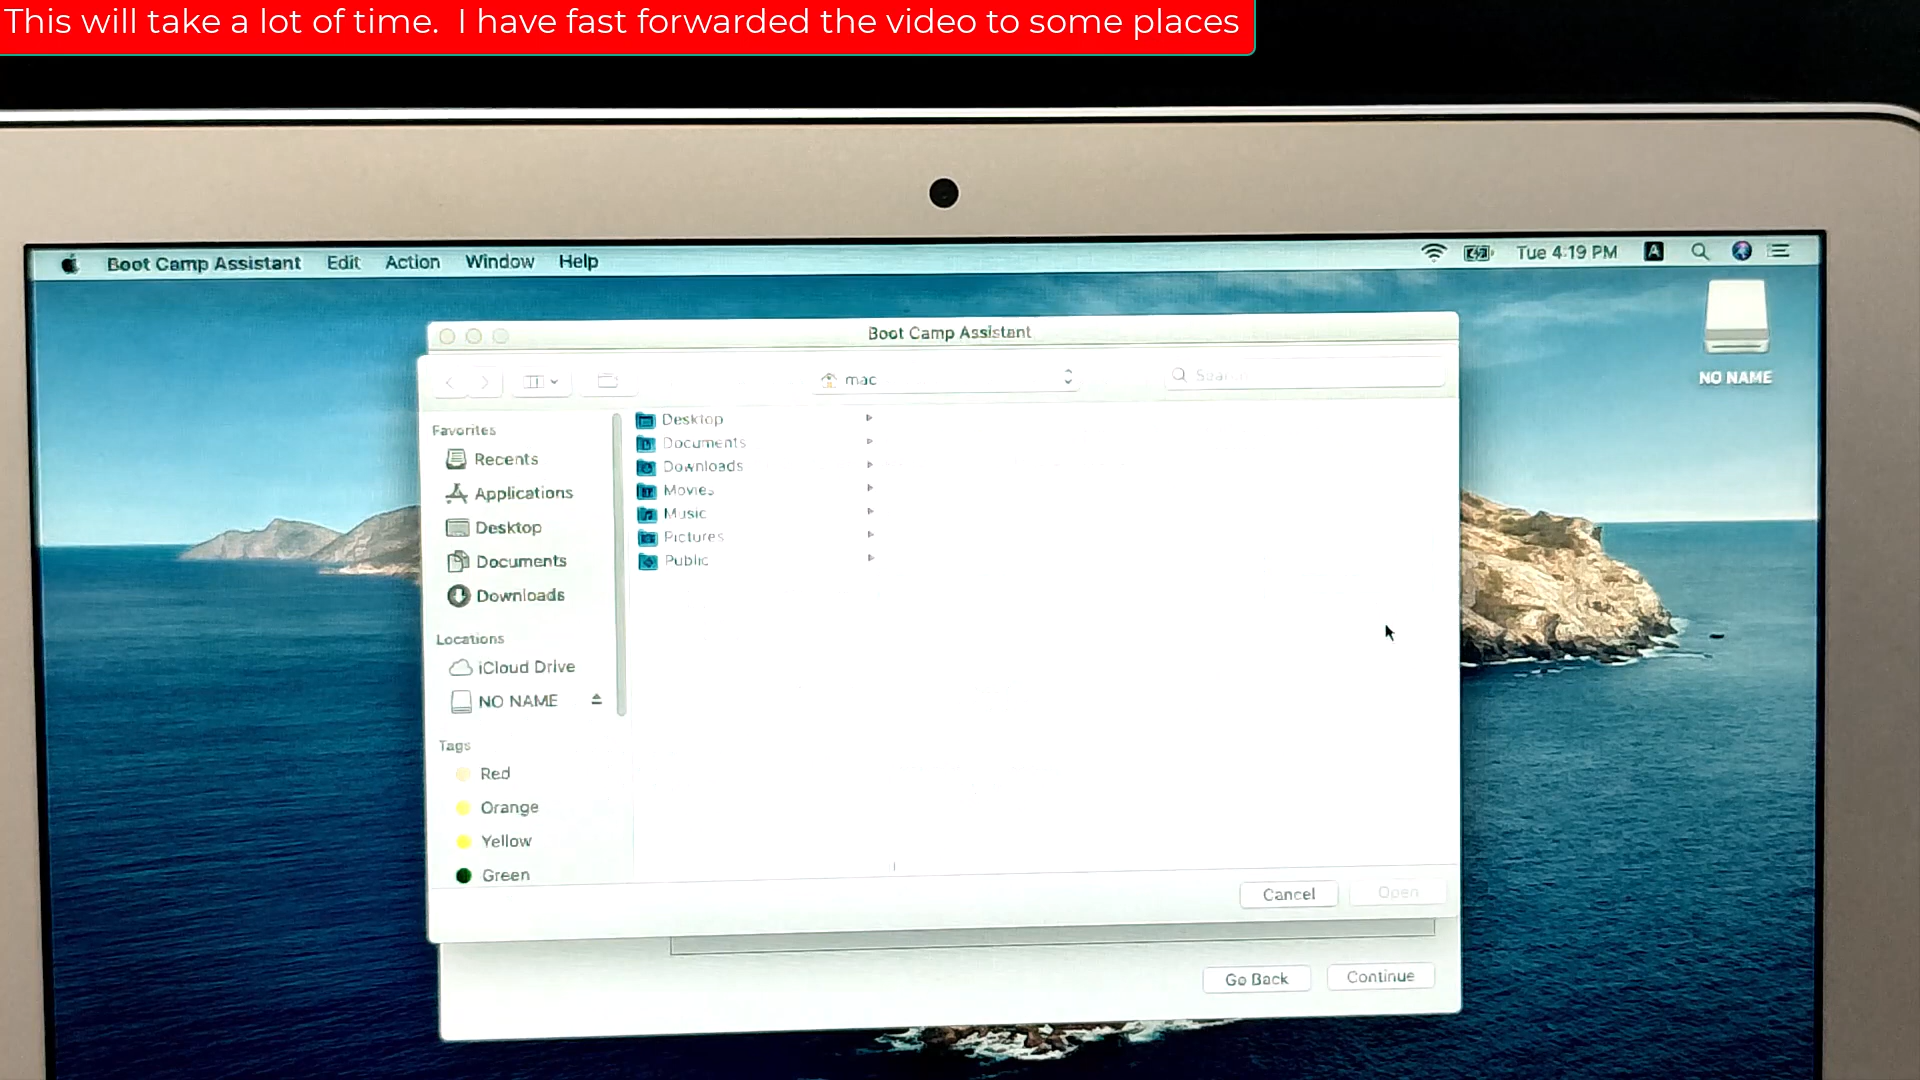 This will take a lot of time. I have fast forwarded the video to some places
Boot Camp Assistant Edit Action Window Help Tue 4:19 PM A
Boot Camp Assistant
NO NAME
mac
Search
Favorites
Recents
Applications
Desktop
Documents
Downloads
Locations
iCloud Drive
NO NAME
Tags
Red
Orange
Yellow
Green
Desktop
Documents
Downloads
Movies
Music
Pictures
Public
Cancel Open
Go Back Continue